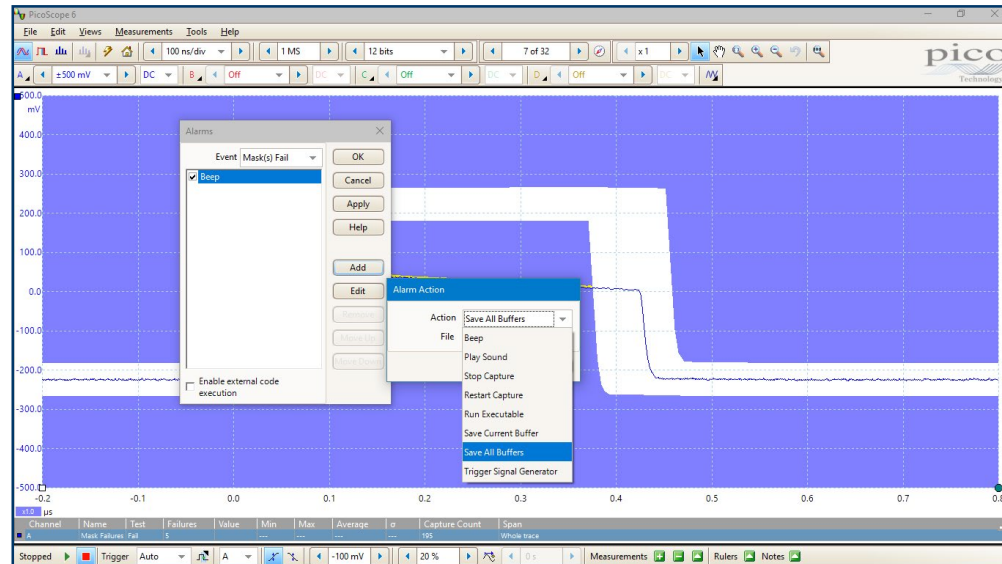 PicoScope 6
File Edit Views Measurements Tools Help
100 ns/div 1 MS 12 bits 7 of 32 x 1
pico
Technology
A ±500 mV DC B Off DC C Off DC D Off DC
500.0
mV
400.0
300.0
200.0
100.0
0.0
-100.0
-200.0
-300.0
-400.0
-500.0
Alarms
Event Mask(s) Fail OK
Beep Cancel
Apply
Help
Add
Edit
Remove
Move Up
Move Down
Enable external code
execution
Alarm Action
Action Save All Buffers
File Beep
Play Sound
Stop Capture
Restart Capture
Run Executable
Save Current Buffer
Save All Buffers
Trigger Signal Generator
-0.2 -0.1 0.0 0.1 0.2 0.3 0.4 0.5 0.6 0.7 0.8
x1.0 µs
Channel Name Test Failures Value Min Max Average σ Capture Count Span
A Mask Failures Fail 5 --- --- --- --- --- 195 Whole trace
Stopped Trigger Auto A -100 mV 20 % 0 s Measurements Rulers Notes